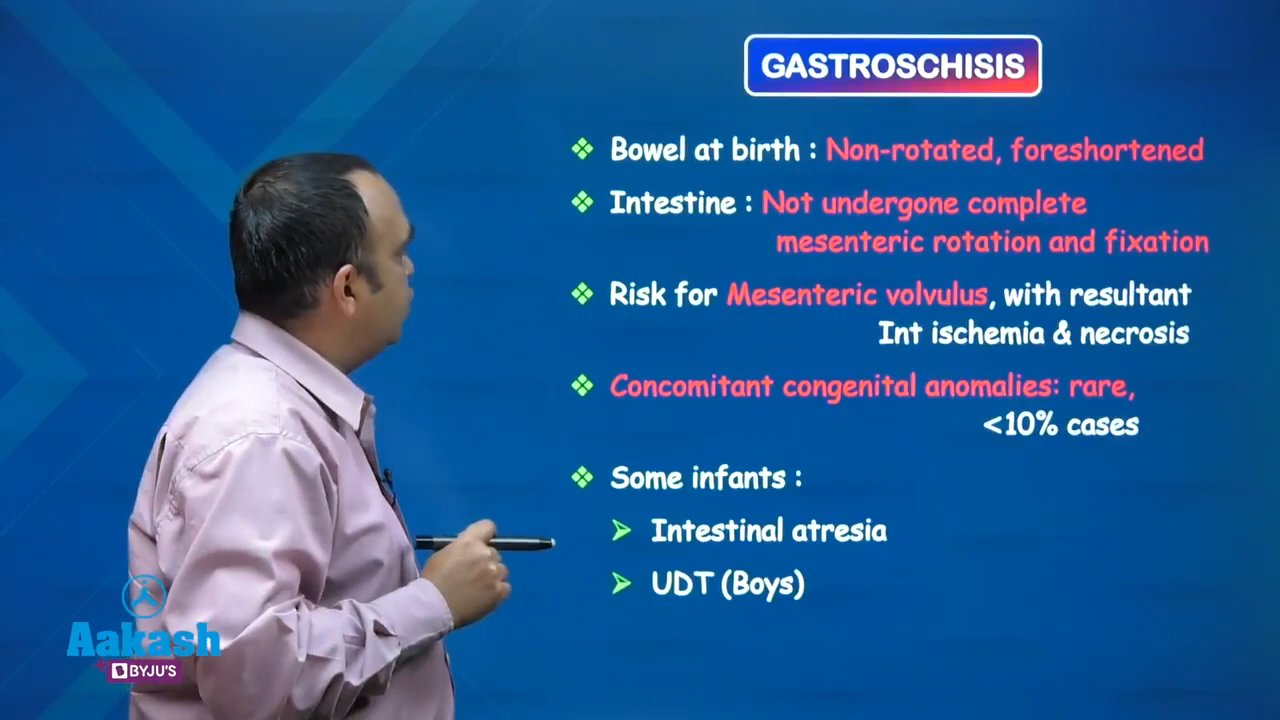 GASTROSCHISIS
Bowel at birth : Non-rotated, foreshortened
Intestine : Not undergone complete
mesenteric rotation and fixation
Risk for Mesenteric volvulus, with resultant
Int ischemia & necrosis
Concomitant congenital anomalies: rare,
<10% cases
Some infants :
Intestinal atresia
UDT (Boys)
Aakash
+ BYJU'S